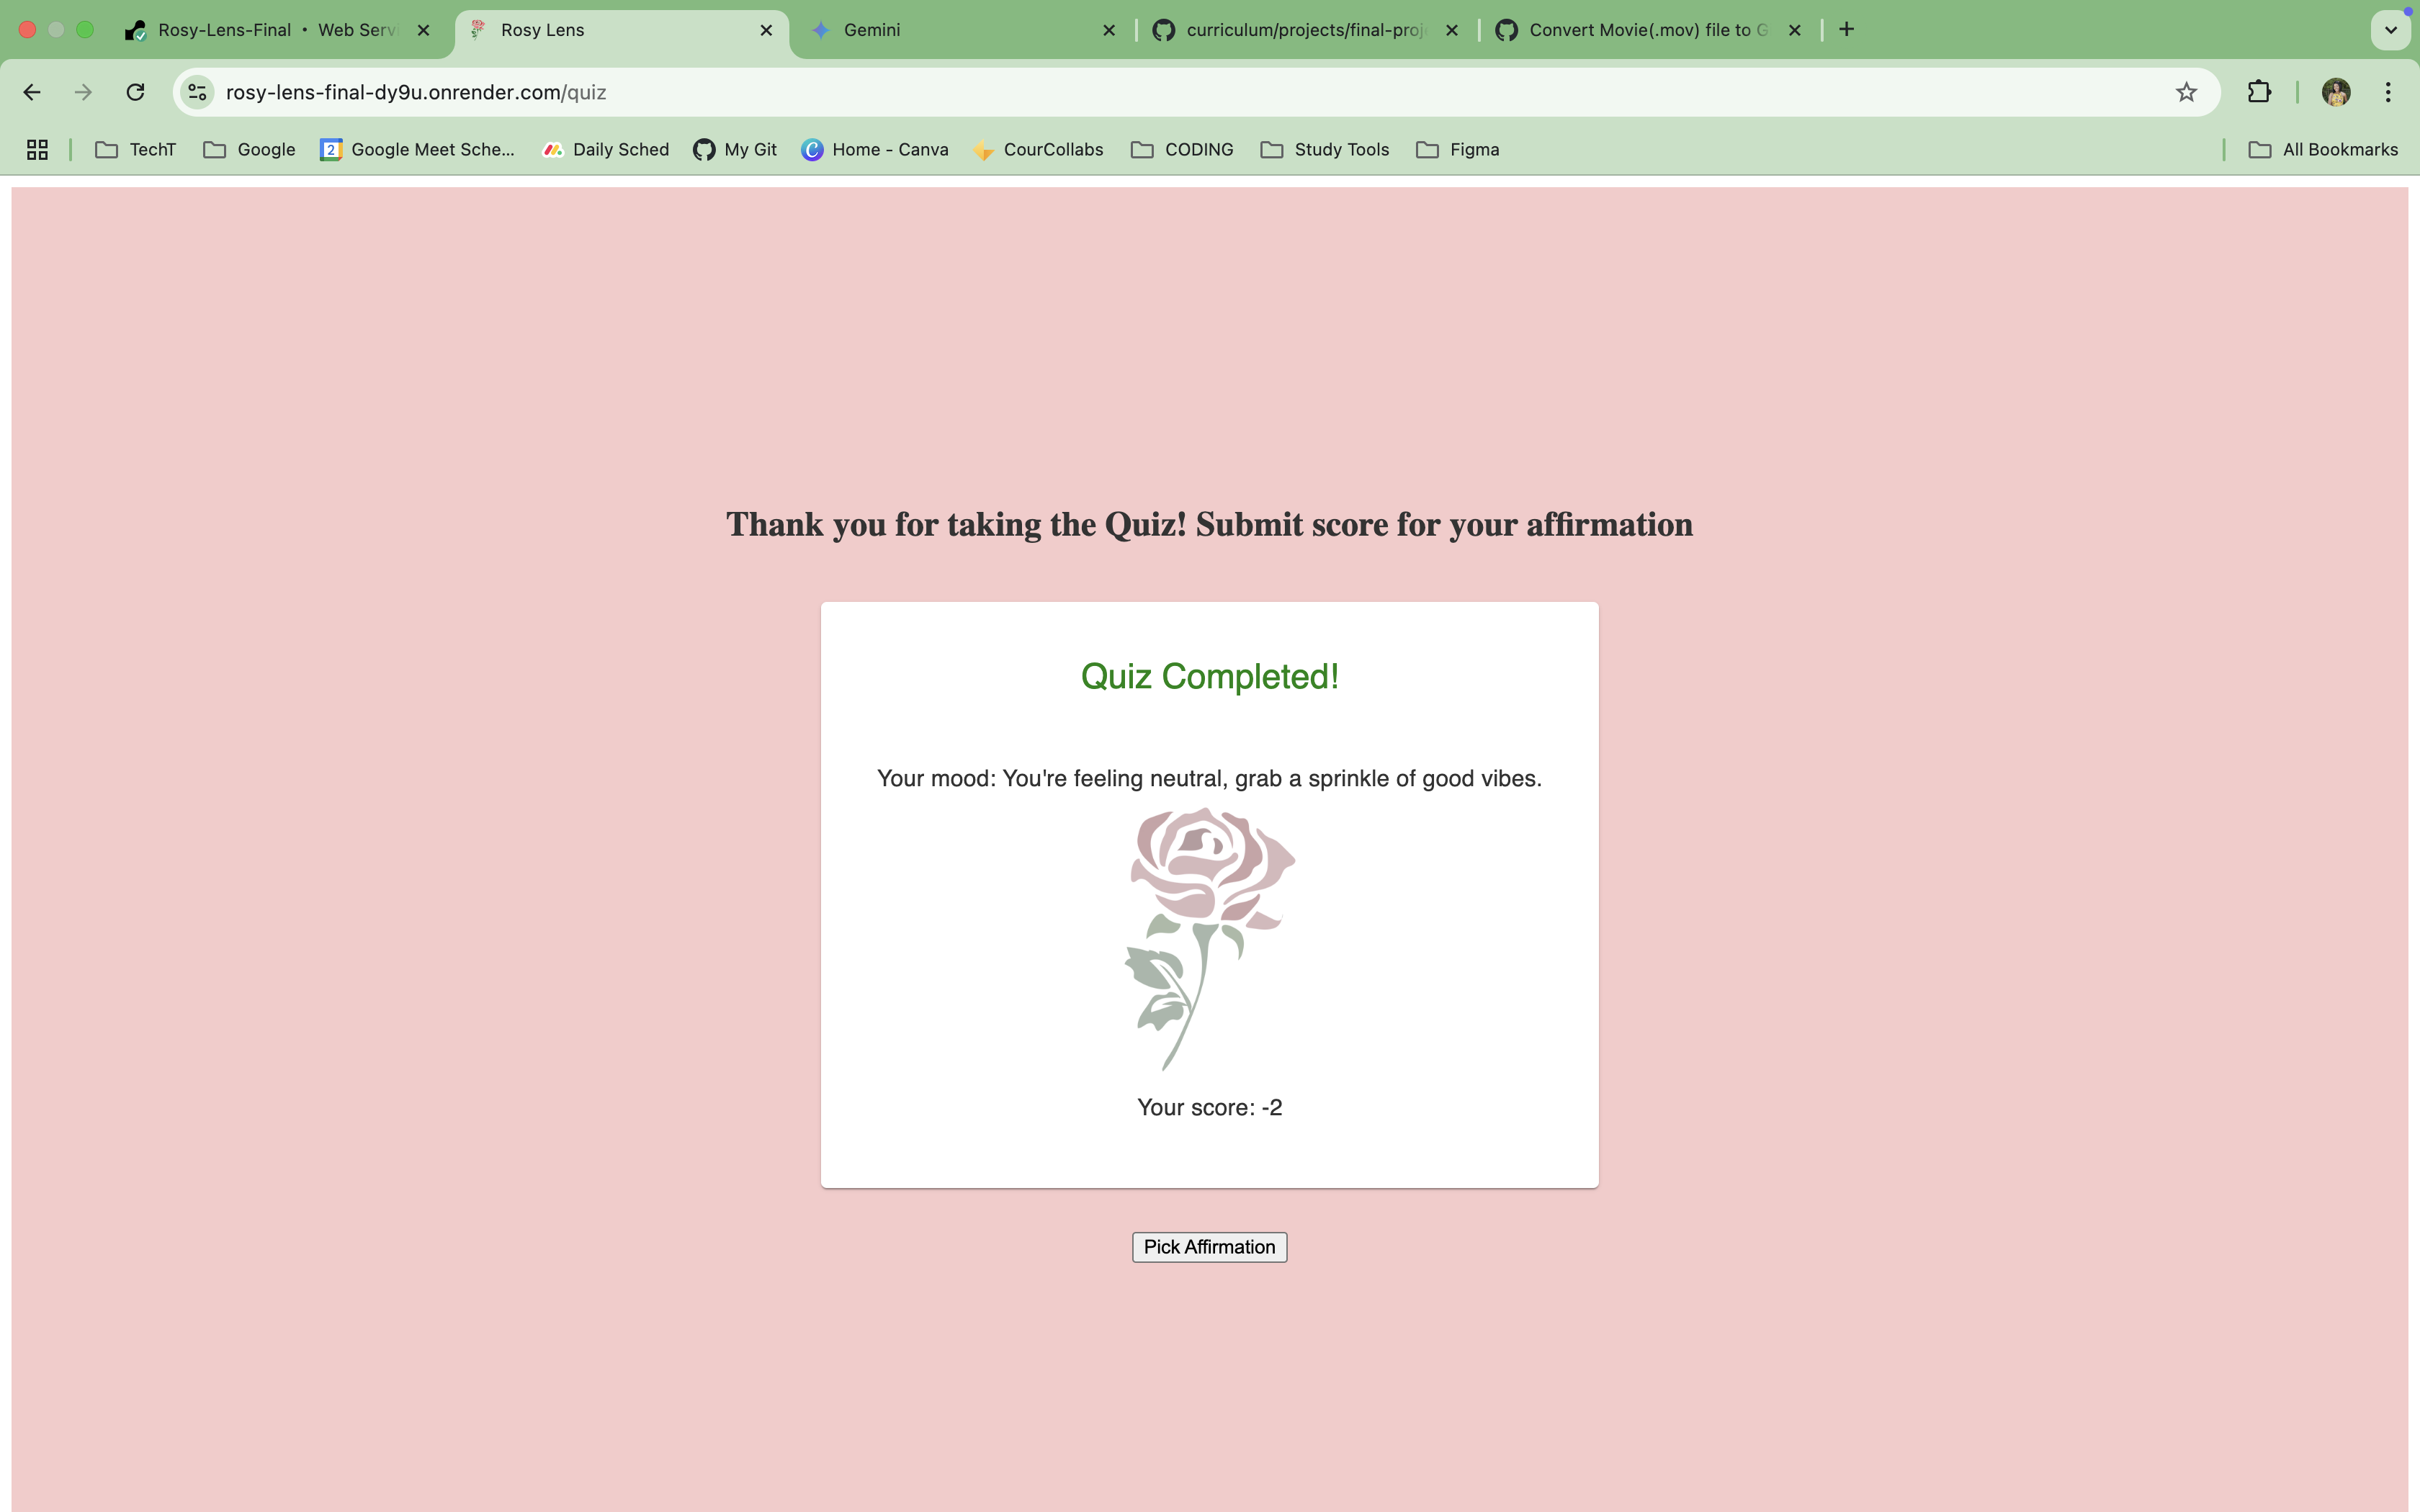 Rosy-Lens-Final • Web Serv
Rosy Lens
Gemini
curriculum/projects/final-proj
Convert Movie(.mov) file to G
rosy-lens-final-dy9u.onrender.com/quiz
TechT
Google
2
Google Meet Sche...
Daily Sched
My Git
C
Home - Canva
CourCollabs
CODING
Study Tools
Figma
All Bookmarks
Thank you for taking the Quiz! Submit score for your affirmation
Quiz Completed!
Your mood: You're feeling neutral, grab a sprinkle of good vibes.
Your score: -2
Pick Affirmation